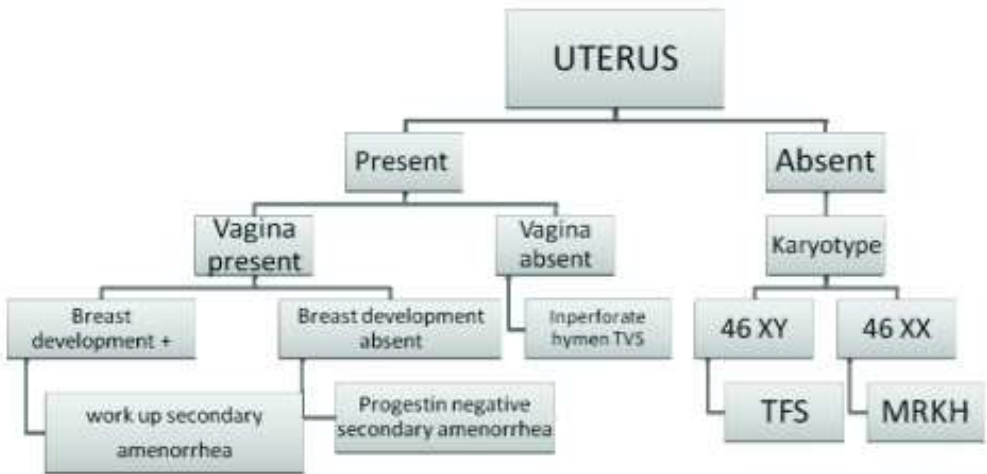 UTERUS
Present
Absent
Vagina
present
Vagina
absent
Karyotype
Breast
development +
Breast development
absent
Inperforate
hymen TVS
46 XY
46 XX
work up secondary
amenorrhea
Progestin negative
secondary amenorrhea
TFS
MRKH